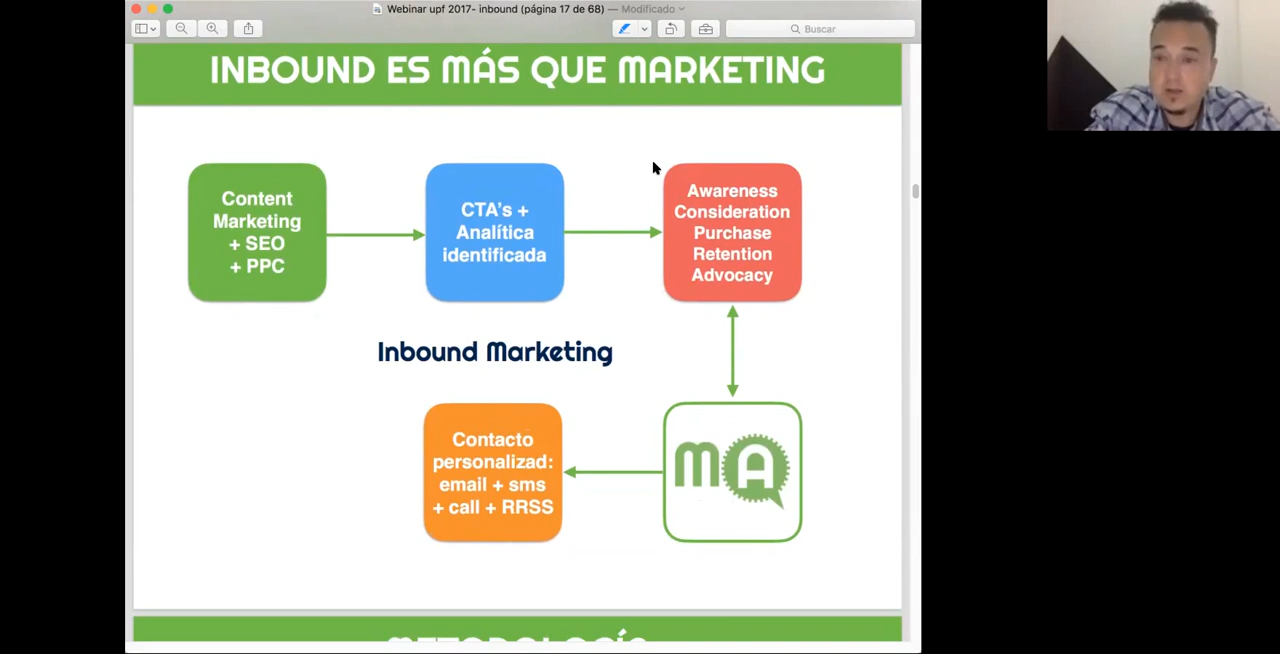 Webinar upf 2017- inbound (página 17 de 68) — Modificado
Buscar
INBOUND ES MÁS QUE MARKETING
Content
Marketing
+ SEO
+ PPC
CTA's +
Analítica
identificada
Awareness
Consideration
Purchase
Retention
Advocacy
Inbound Marketing
Contacto
personalizad:
email + sms
+ call + RRSS
mA
METODOLOGÍA